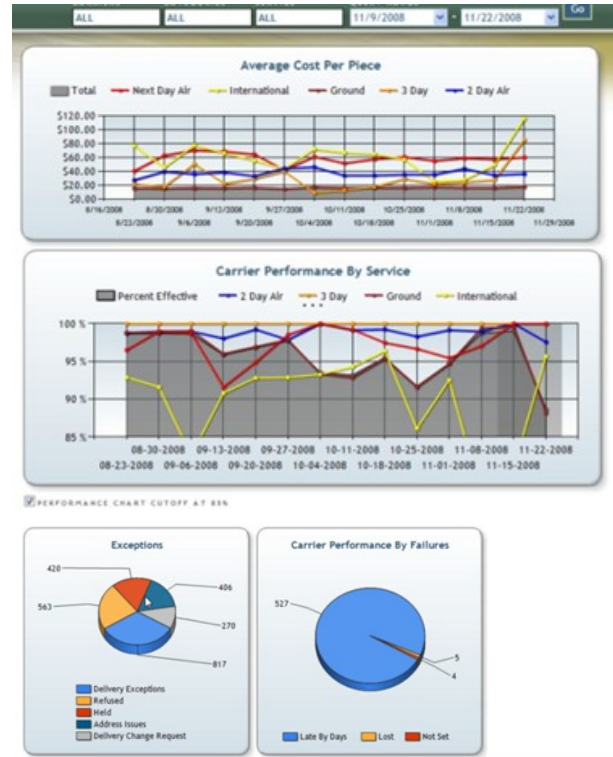 ALL ALL ALL 11/9/2008 - 11/22/2008 Go
Average Cost Per Piece
Total Next Day Air International Ground 3 Day 2 Day Air
$120.00
$100.00
$80.00
$60.00
$40.00
$20.00
$0.00
8/16/2008 8/30/2008 9/13/2008 9/27/2008 10/11/2008 10/25/2008 11/8/2008 11/22/2008
8/23/2008 9/6/2008 9/20/2008 10/4/2008 10/18/2008 11/1/2008 11/15/2008 11/29/2008
Carrier Performance By Service
Percent Effective 2 Day Air 3 Day Ground International
100 %
95 %
90 %
85 %
08-30-2008 09-13-2008 09-27-2008 10-11-2008 10-25-2008 11-08-2008 11-22-2008
08-23-2008 09-06-2008 09-20-2008 10-04-2008 10-18-2008 11-01-2008 11-15-2008
PERFORMANCE CHART CUTOFF AT 85%
Exceptions
420
406
563
270
817
Delivery Exceptions
Refused
Held
Address Issues
Delivery Change Request
Carrier Performance By Failures
527
5
4
Late By Days Lost Not Set